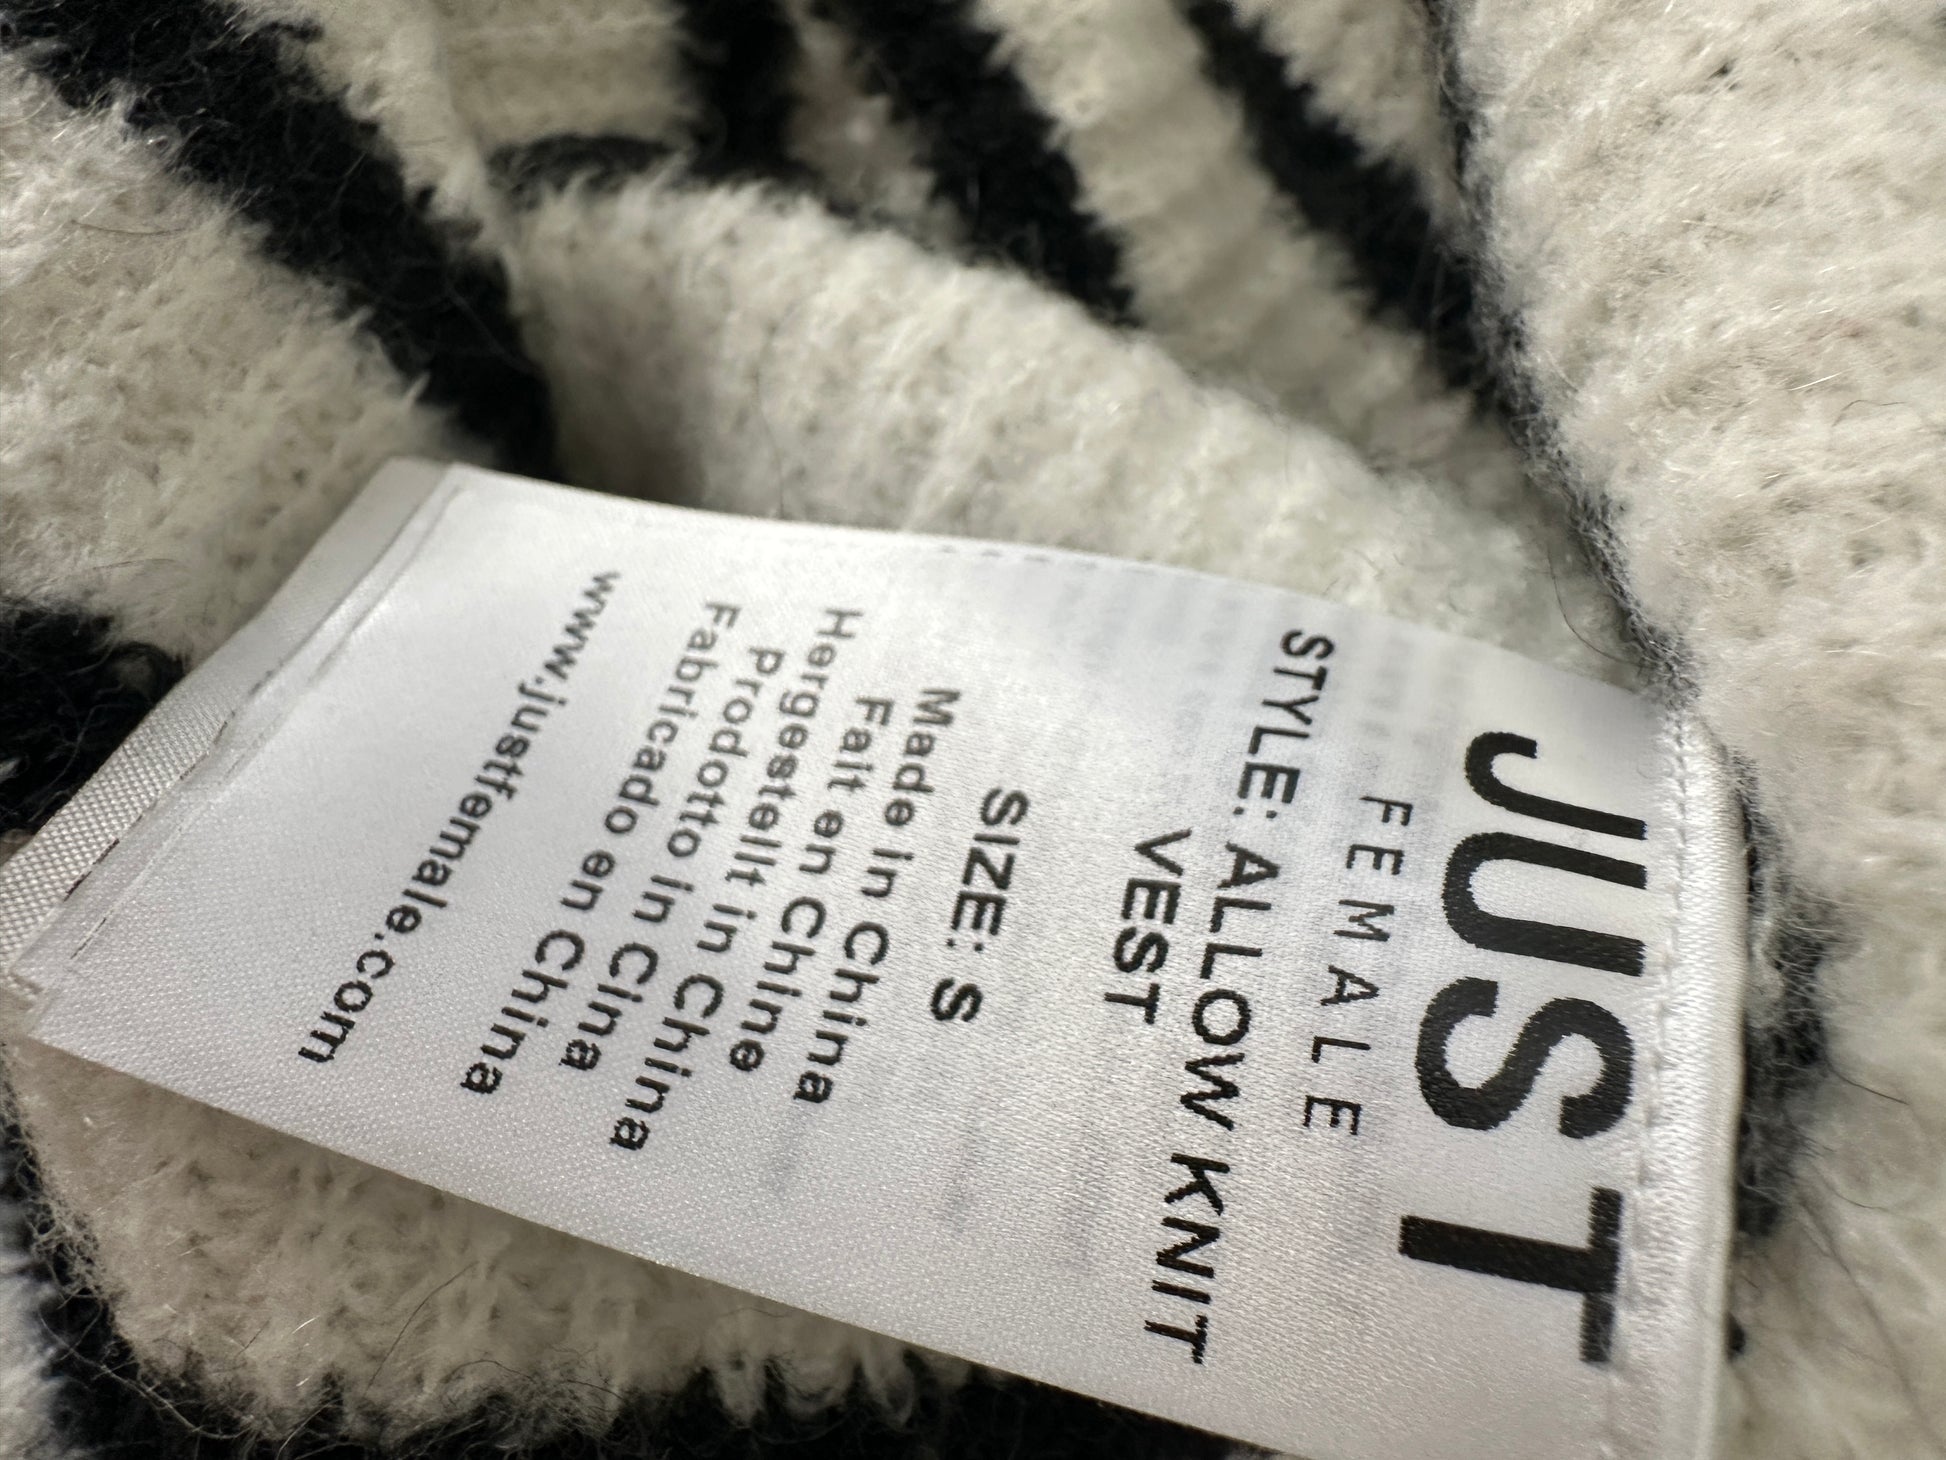 JUST
FEMALE
STYLE: ALLOW KNIT
VEST
SIZE: S
Made in China
Fait en Chine
Hergestellt in China
Prodotto in Cina
Fabricado en China
www.justfemale.com